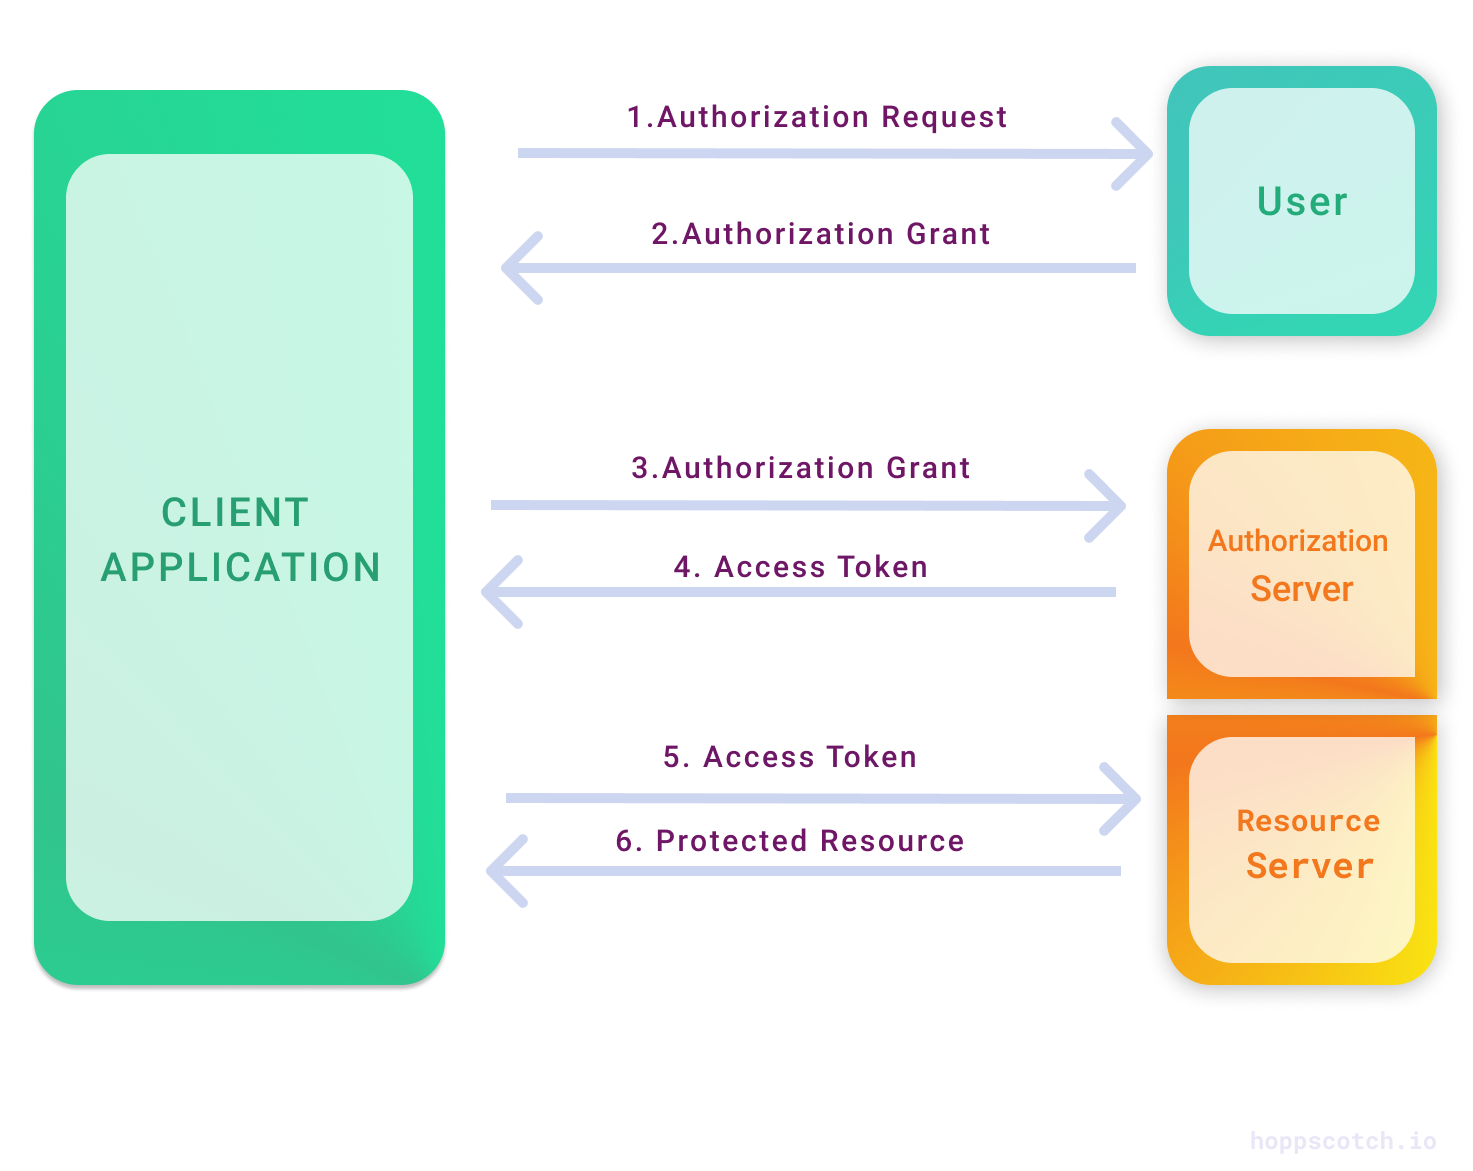 1.Authorization Request
User
2.Authorization Grant
CLIENT
APPLICATION
3.Authorization Grant
Authorization
Server
4. Access Token
5. Access Token
Resource
Server
6. Protected Resource
hoppscotch.io